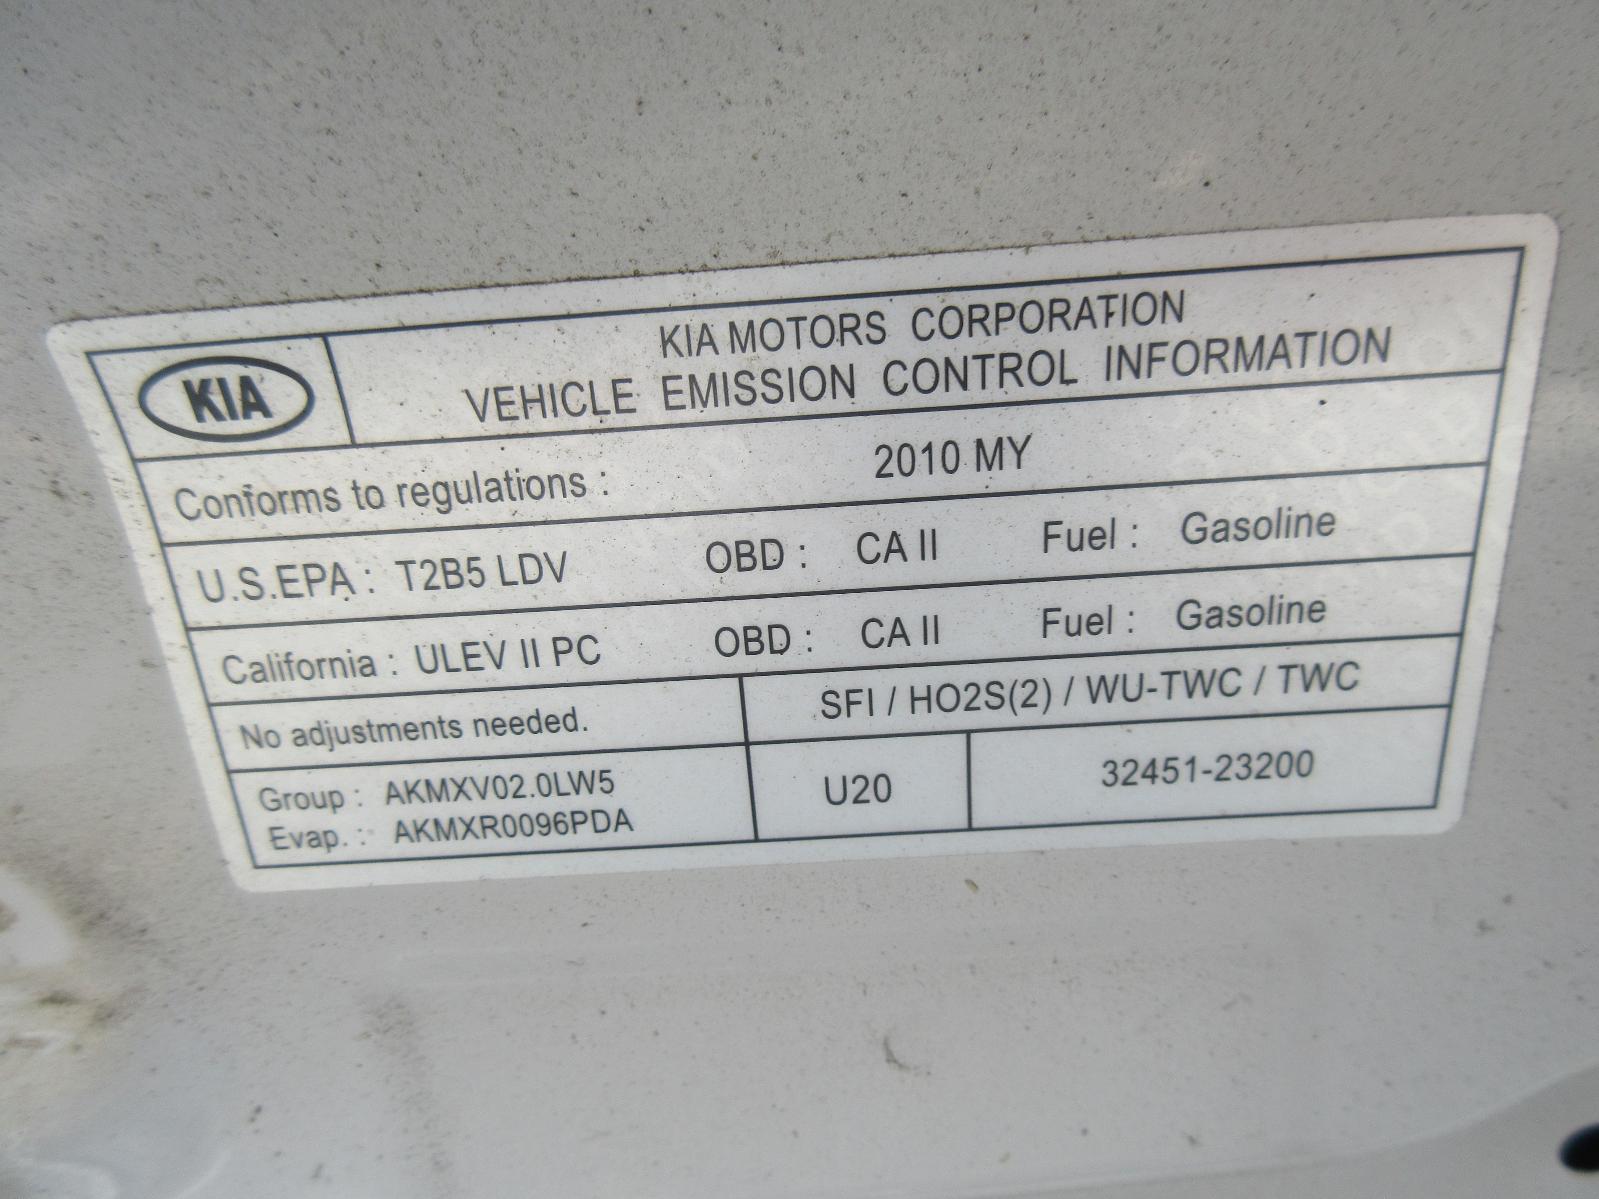 KIA
KIA MOTORS CORPORATION
VEHICLE EMISSION CONTROL INFORMATION
Conforms to regulations : 2010 MY
U.S.EPA : T2B5 LDV OBD : CA II Fuel : Gasoline
California : ULEV II PC OBD : CA II Fuel : Gasoline
No adjustments needed. SFI / HO2S(2) / WU-TWC / TWC
Group : AKMXV02.0LW5
Evap. : AKMXR0096PDA
U20
32451-23200